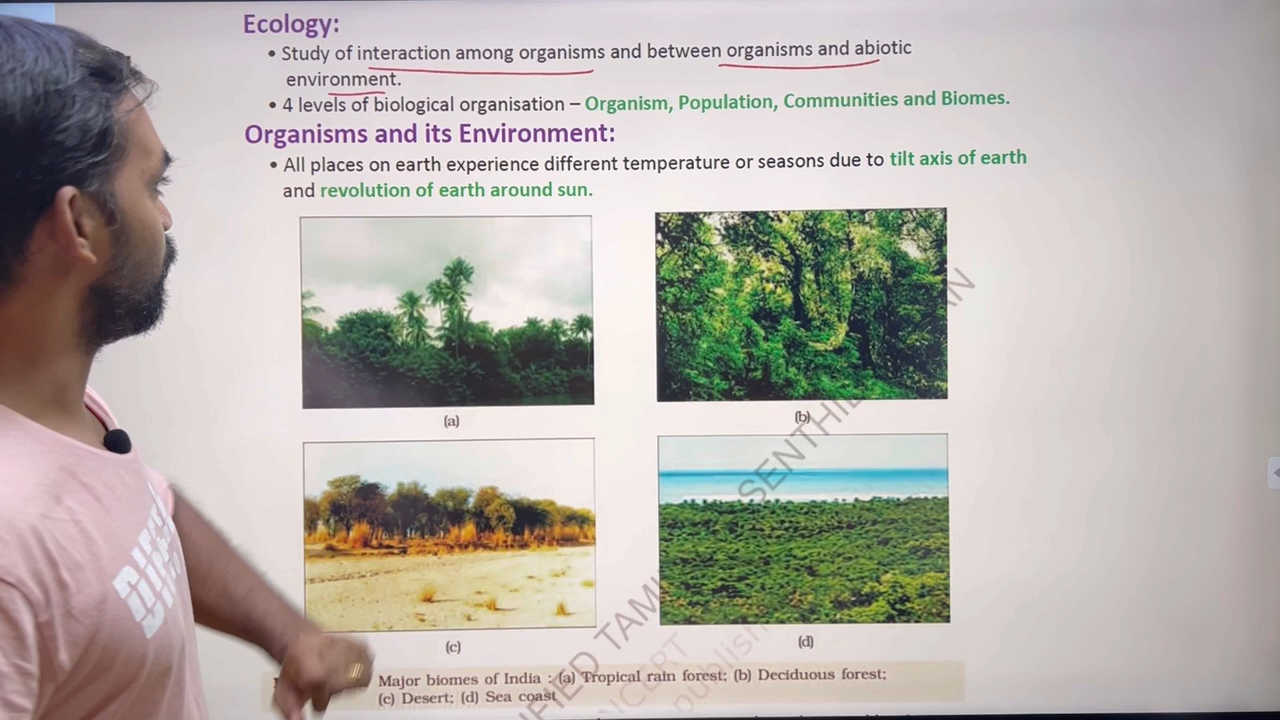 Ecology:
• Study of interaction among organisms and between organisms and abiotic
environment.
• 4 levels of biological organisation – Organism, Population, Communities and Biomes.
Organisms and its Environment:
• All places on earth experience different temperature or seasons due to tilt axis of earth
and revolution of earth around sun.
(a)
(b)
(c)
(d)
Major biomes of India : (a) Tropical rain forest; (b) Deciduous forest;
(c) Desert; (d) Sea coast
NCERT